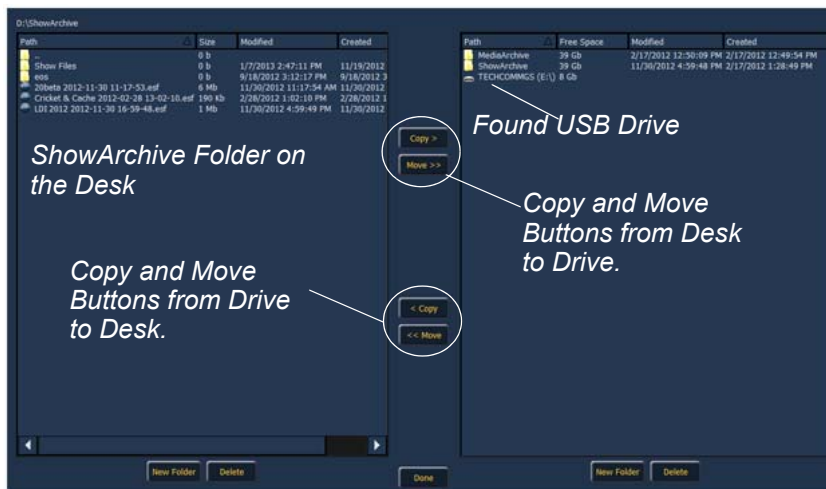 D:\ShowArchive
Path Size Modified Created
.. 0 b
Show Files 0 b 1/7/2013 2:47:11 PM 11/19/2012
eos 0 b 9/18/2012 3:12:17 PM 9/18/2012 3
20beta 2012-11-30 11-17-53.esf 6 Mb 11/30/2012 11:17:54 AM 11/30/2012
Cricket & Cache 2012-02-28 13-02-10.esf 190 Kb 2/28/2012 1:02:10 PM 2/28/2012 1
LDI 2012 2012-11-30 16-59-48.esf 1 Mb 11/30/2012 4:59:49 PM 11/30/2012
ShowArchive Folder on
the Desk
Copy and Move
Buttons from Drive
to Desk.
New Folder Delete
Copy >
Move >>
< Copy
<< Move
Done
Path Free Space Modified Created
MediaArchive 39 Gb 2/17/2012 12:50:09 PM 2/17/2012 12:49:54 PM
ShowArchive 39 Gb 11/30/2012 4:59:48 PM 2/17/2012 1:28:49 PM
TECHCOMMGS (E:\) 8 Gb
Found USB Drive
Copy and Move
Buttons from Desk
to Drive.
New Folder Delete